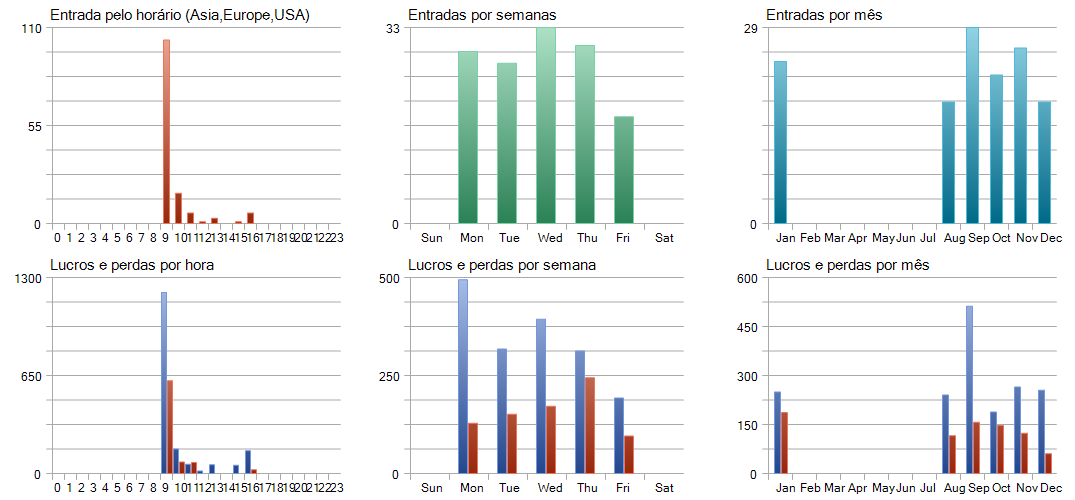 Entrada pelo horário (Asia,Europe,USA)
110
55
0
0 1 2 3 4 5 6 7 8 9 10 11 12 13 14 15 16 17 18 19 20 21 22 23
Entradas por semanas
33
0
Sun Mon Tue Wed Thu Fri Sat
Entradas por mês
29
0
Jan Feb Mar Apr May Jun Jul Aug Sep Oct Nov Dec
Lucros e perdas por hora
1300
650
0
0 1 2 3 4 5 6 7 8 9 10 11 12 13 14 15 16 17 18 19 20 21 22 23
Lucros e perdas por semana
500
250
0
Sun Mon Tue Wed Thu Fri Sat
Lucros e perdas por mês
600
450
300
150
0
Jan Feb Mar Apr May Jun Jul Aug Sep Oct Nov Dec